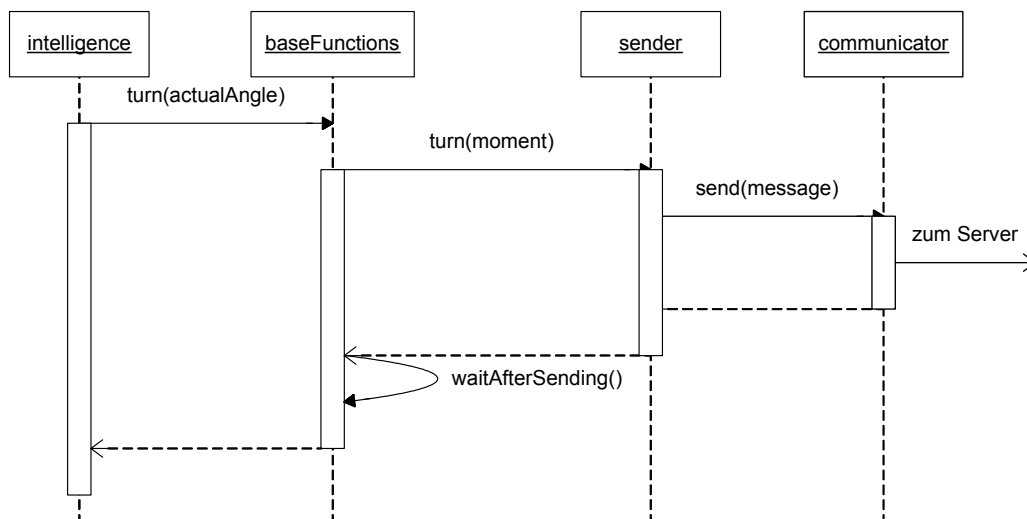 intelligence
baseFunctions
sender
communicator
turn(actualAngle)
turn(moment)
send(message)
zum Server
waitAfterSending()